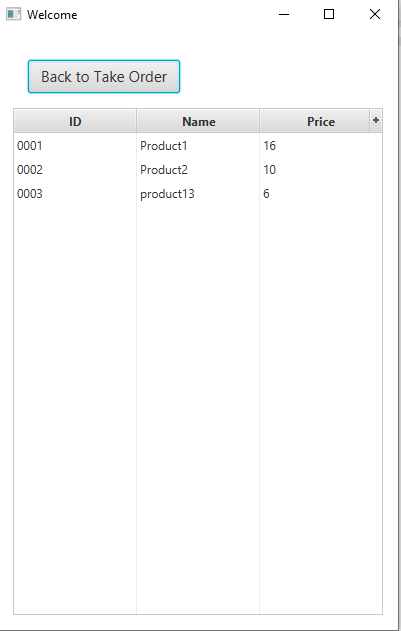 Welcome
Back to Take Order
ID Name Price +
0001 Product1 16
0002 Product2 10
0003 product13 6